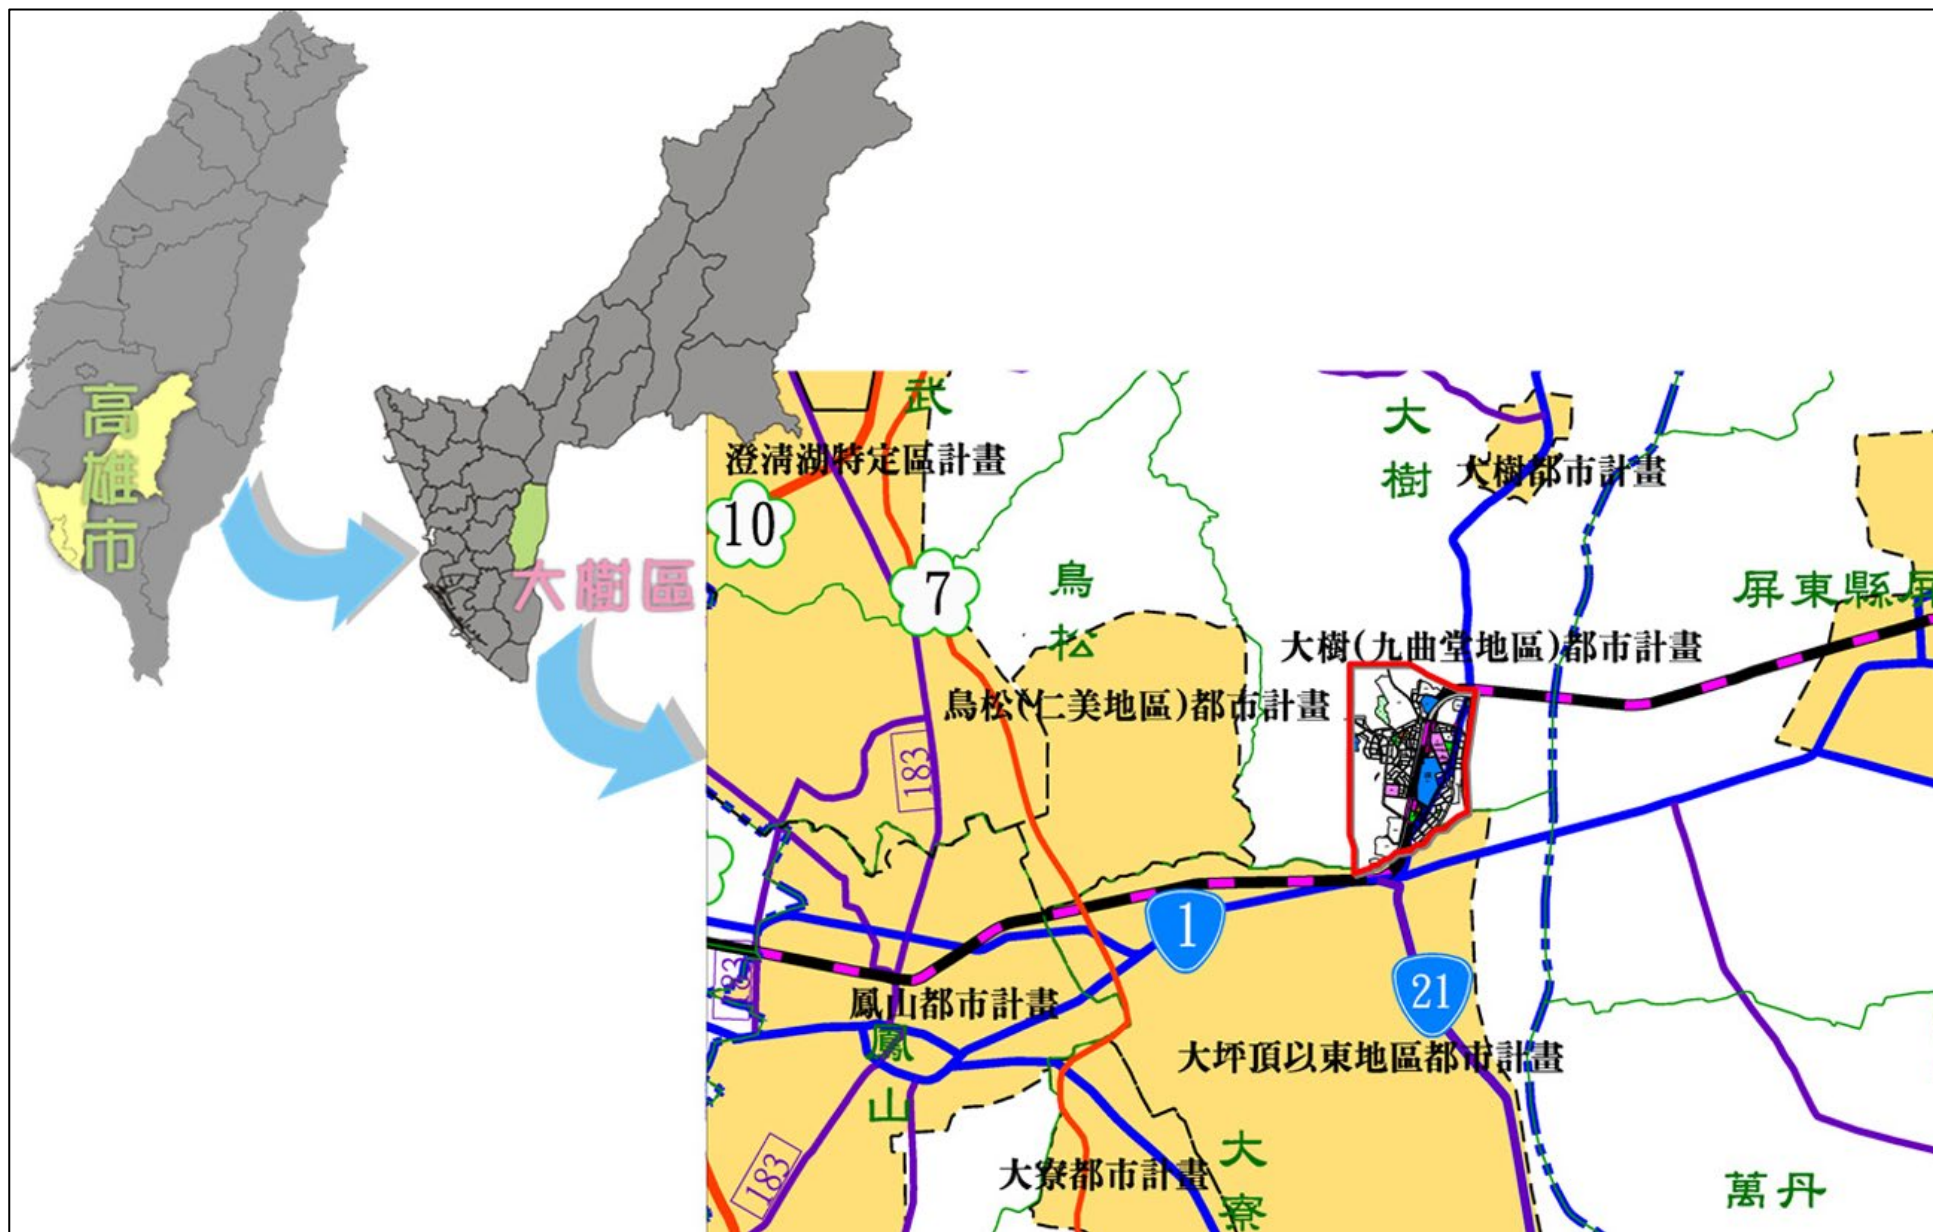 高雄市
大樹區
武
大樹
澄清湖特定區計畫
大樹都市計畫
10
7
鳥松
屏東縣屏
大樹(九曲堂地區)都市計畫
鳥松(仁美地區)都市計畫
183
1
183
21
鳳山都市計畫
鳳山
大坪頂以東地區都市計畫
大寮
大寮都市計畫
183
萬丹